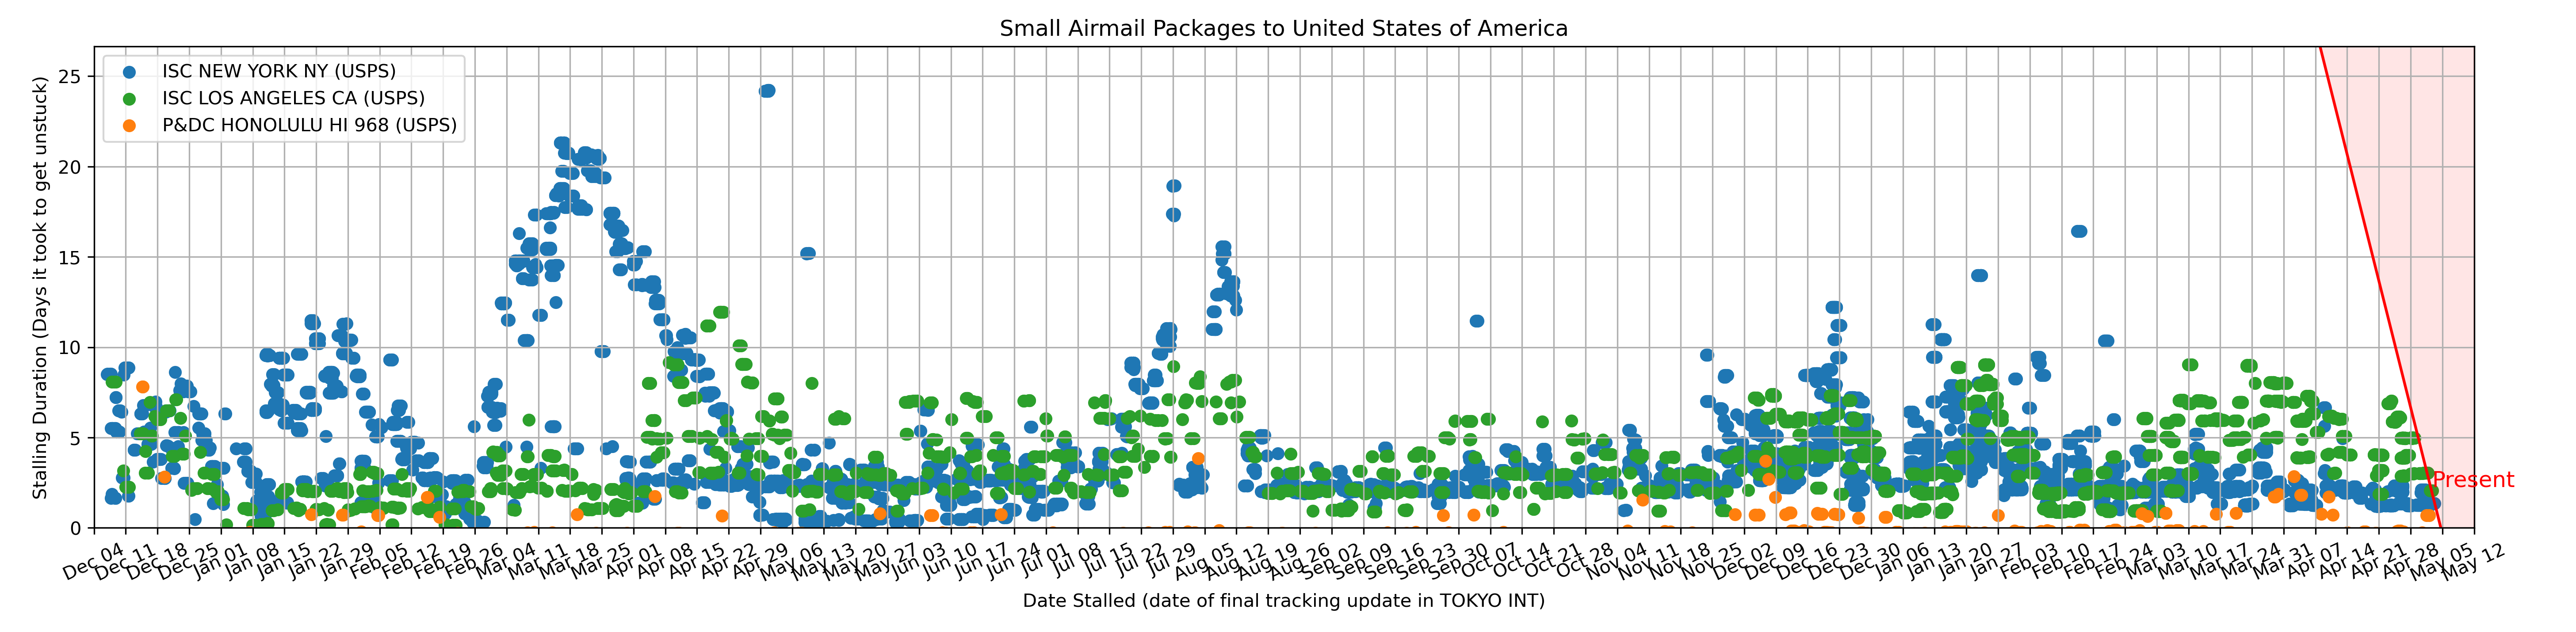 Small Airmail Packages to United States of America
ISC NEW YORK NY (USPS)
ISC LOS ANGELES CA (USPS)
P&DC HONOLULU HI 968 (USPS)
Stalling Duration (Days it took to get unstuck)
25
20
15
10
5
0
Present
Dec 04
Dec 11
Dec 18
Dec 25
Jan 01
Jan 08
Jan 15
Jan 22
Jan 29
Feb 05
Feb 12
Feb 19
Feb 26
Mar 04
Mar 11
Mar 18
Mar 25
Apr 01
Apr 08
Apr 15
Apr 22
Apr 29
May 06
May 13
May 20
May 27
Jun 03
Jun 10
Jun 17
Jun 24
Jul 01
Jul 08
Jul 15
Jul 22
Jul 29
Aug 05
Aug 12
Aug 19
Aug 26
Sep 02
Sep 09
Sep 16
Sep 23
Sep 30
Oct 07
Oct 14
Oct 21
Oct 28
Nov 04
Nov 11
Nov 18
Nov 25
Dec 02
Dec 09
Dec 16
Dec 23
Dec 30
Jan 06
Jan 13
Jan 20
Jan 27
Feb 03
Feb 10
Feb 17
Feb 24
Mar 03
Mar 10
Mar 17
Mar 24
Mar 31
Apr 07
Apr 14
Apr 21
Apr 28
May 05
May 12
Date Stalled (date of final tracking update in TOKYO INT)